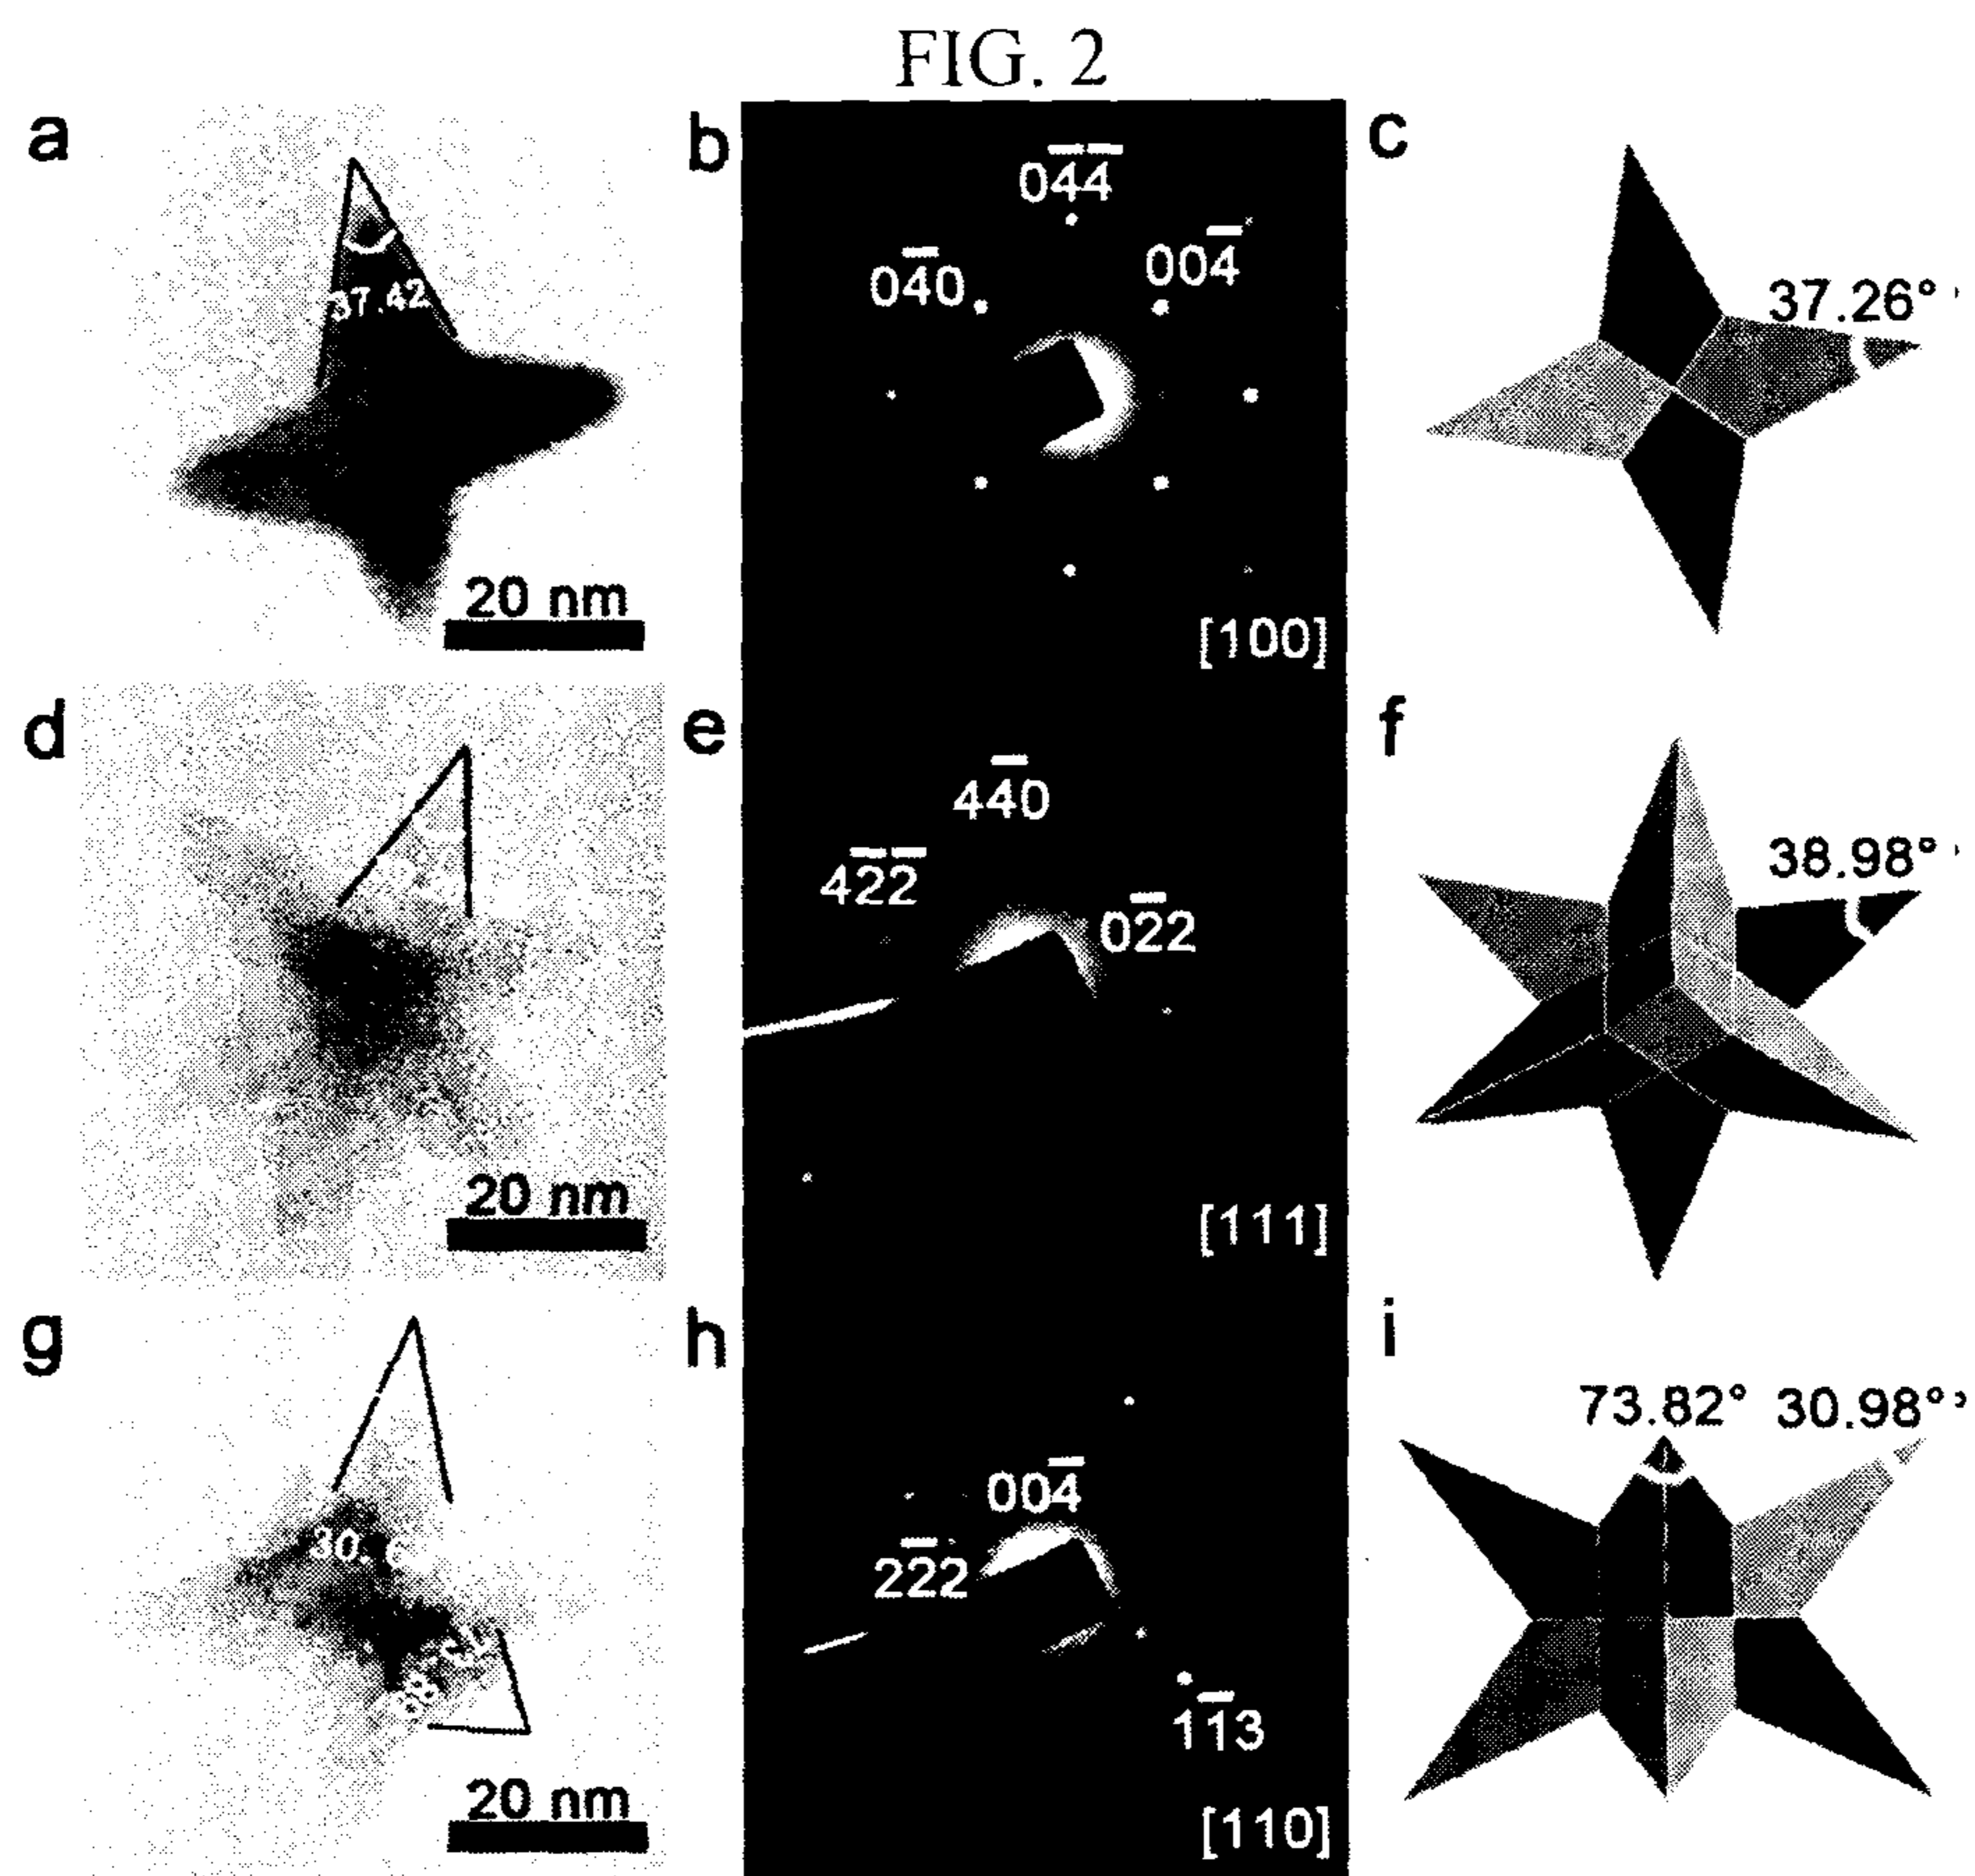 FIG. 2
a
37.42
20 nm
b
04̅4̅
04̅0
004̅
[100]
c
37.26°
d
20 nm
e
44̅0
42̅2̅
02̅2
[111]
f
38.98°
g
20 nm
h
004̅
22̅2
11̅3
[110]
i
73.82° 30.98°